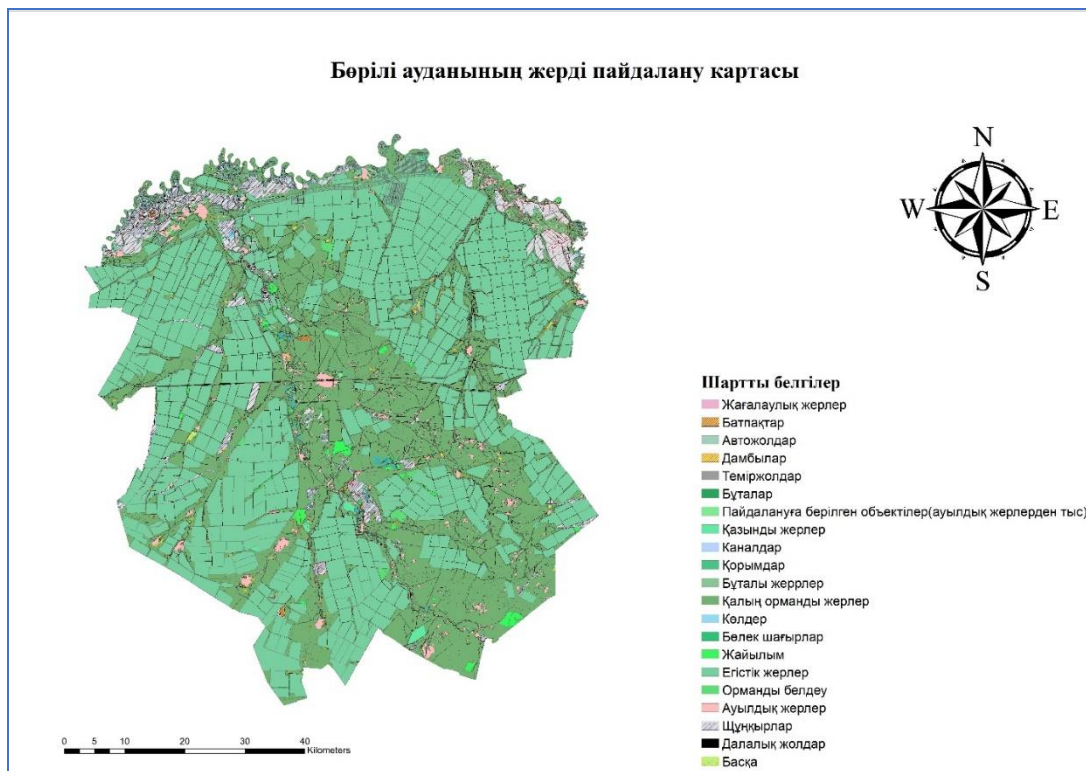 Бөрілі ауданының жерді пайдалану картасы
N
W E
S
Шартты белгілер
Жағалаулық жерлер
Батпақтар
Автожолдар
Дамбылар
Теміржолдар
Бұталар
Пайдалануға берілген объектілер(ауылдық жерлерден тыс)
Қазынды жерлер
Каналдар
Қорымдар
Бұталы жеррлер
Қалың орманды жерлер
Көлдер
Бөлек шағырлар
Жайылым
Егістік жерлер
Орманды белдеу
Ауылдық жерлер
Щұңқырлар
Далалық жолдар
Басқа
0 5 10 20 30 40
Kilometers